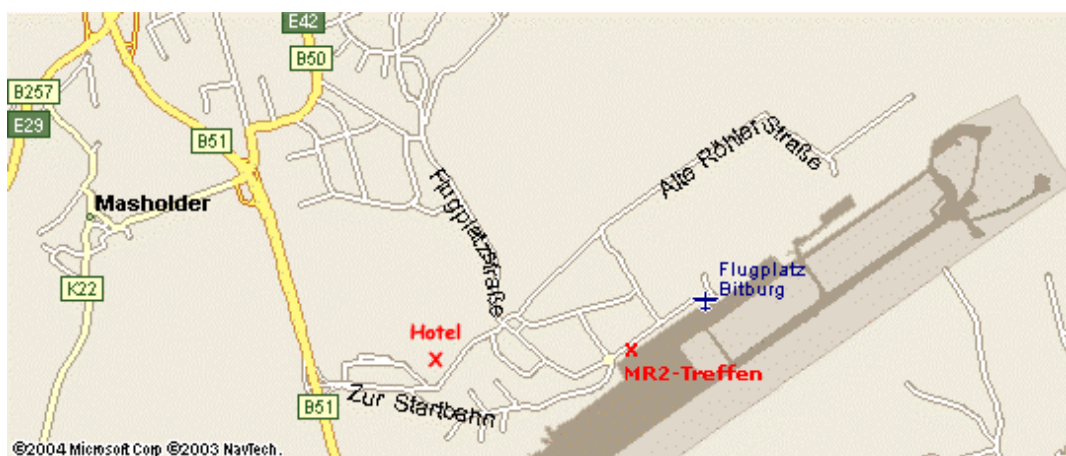 E42
B50
B257
E29
B51
Masholder
Flugplatzstraße
Alte Röhler Straße
K22
Flugplatz
Bitburg
Hotel
X
X
MR2-Treffen
Zur Startbahn
B51
©2004 Microsoft Corp ©2003 NavTech.